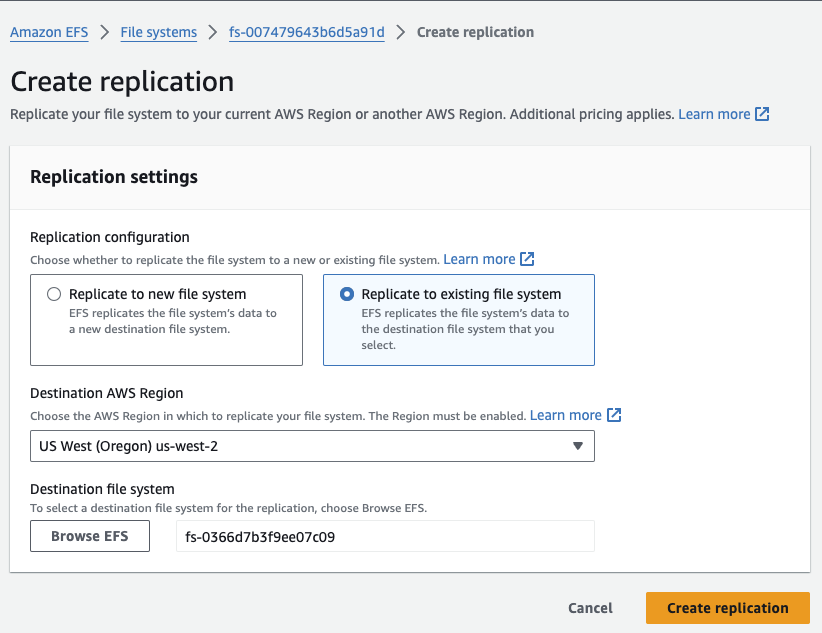 Amazon EFS > File systems > fs-007479643b6d5a91d > Create replication
Create replication
Replicate your file system to your current AWS Region or another AWS Region. Additional pricing applies. Learn more
Replication settings
Replication configuration
Choose whether to replicate the file system to a new or existing file system. Learn more
Replicate to new file system
EFS replicates the file system's data to
a new destination file system.
Replicate to existing file system
EFS replicates the file system's data to
the destination file system that you
select.
Destination AWS Region
Choose the AWS Region in which to replicate your file system. The Region must be enabled. Learn more
US West (Oregon) us-west-2
Destination file system
To select a destination file system for the replication, choose Browse EFS.
Browse EFS
fs-0366d7b3f9ee07c09
Cancel
Create replication